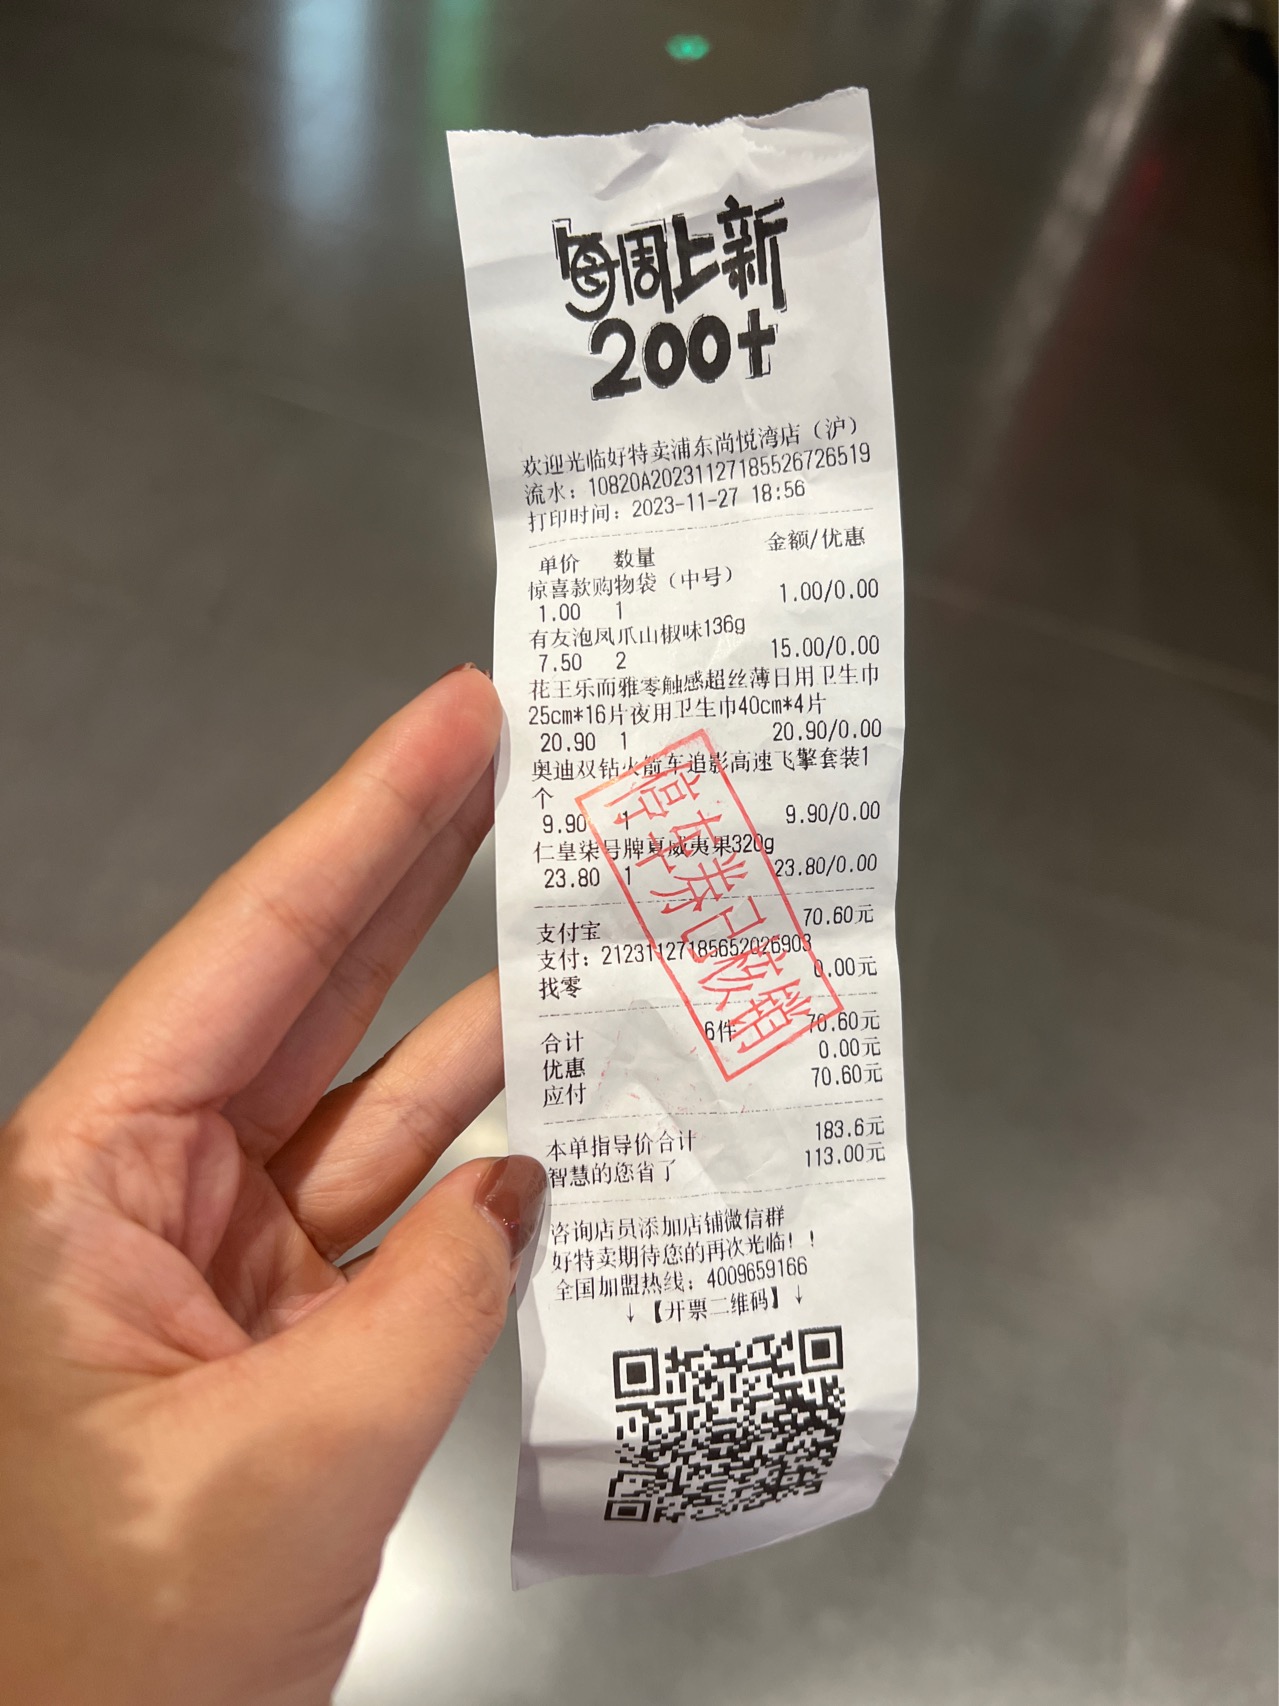 每周上新
200+
欢迎光临好特卖浦东尚悦湾店（沪）
流水：10820A20231127185526726519
打印时间：2023-11-27 18:56
单价 数量 金额/优惠
惊喜款购物袋（中号）
1.00 1 1.00/0.00
有友泡凤爪山椒味136g
7.50 2 15.00/0.00
花王乐而雅零触感超丝薄日用卫生巾
25cm*16片夜用卫生巾40cm*4片
20.90 1 20.90/0.00
奥迪双钻火箭车追影高速飞擎套装1
个
9.90 1 9.90/0.00
仁皇柒号牌夏威夷果320g
23.80 1 23.80/0.00
支付宝 70.60元
支付：2123112718565202​6903
找零 0.00元
合计 6件 70.60元
优惠 0.00元
应付 70.60元
本单指导价合计 183.6元
智慧的您省了 113.00元
咨询店员添加店铺微信群
好特卖期待您的再次光临！！
全国加盟热线：4009659166
↓【开票二维码】↓
停车券已核销